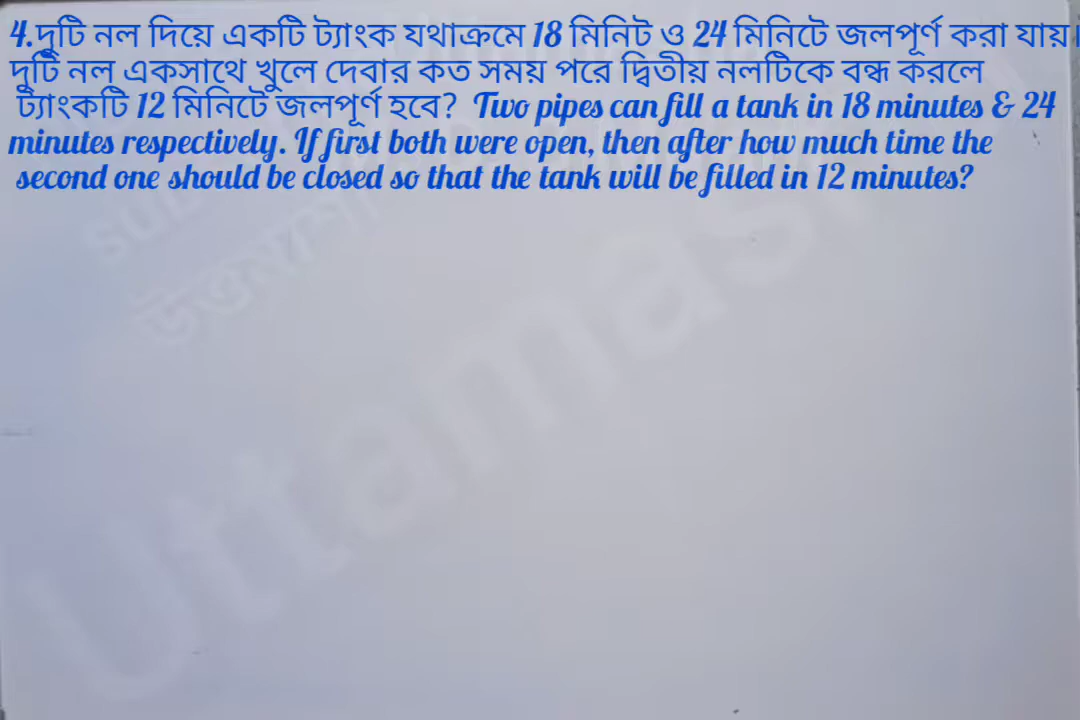 4.দুটি নল দিয়ে একটি ট্যাংক যথাক্রমে 18 মিনিট ও 24 মিনিটে জলপূর্ণ করা যায়।
দুটি নল একসাথে খুলে দেবার কত সময় পরে দ্বিতীয় নলটিকে বন্ধ করলে
ট্যাংকটি 12 মিনিটে জলপূর্ণ হবে? Two pipes can fill a tank in 18 minutes & 24
minutes respectively. If first both were open, then after how much time the
second one should be closed so that the tank will be filled in 12 minutes?
Uttamas